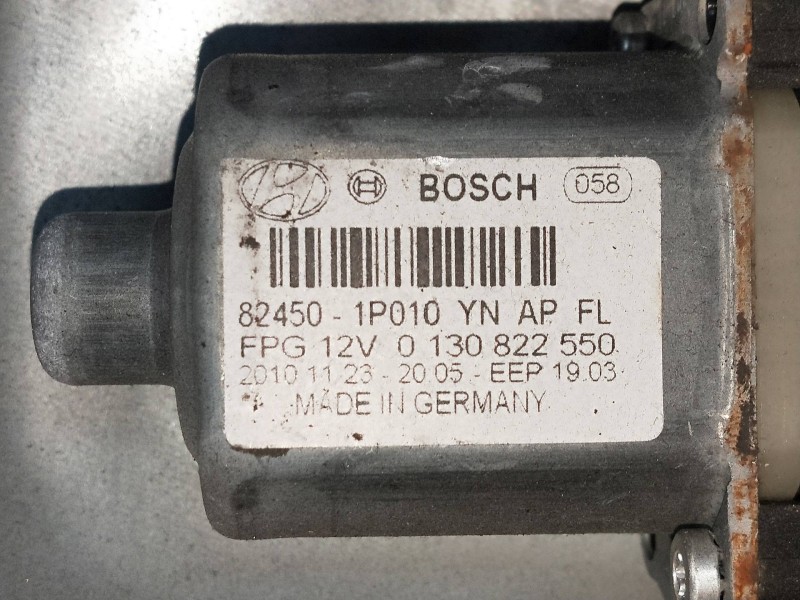 BOSCH 058
82450 - 1P010 YN AP FL
FPG 12V 0 130 822 550
2010 11 23 - 20.05 - EEP 19.03
MADE IN GERMANY